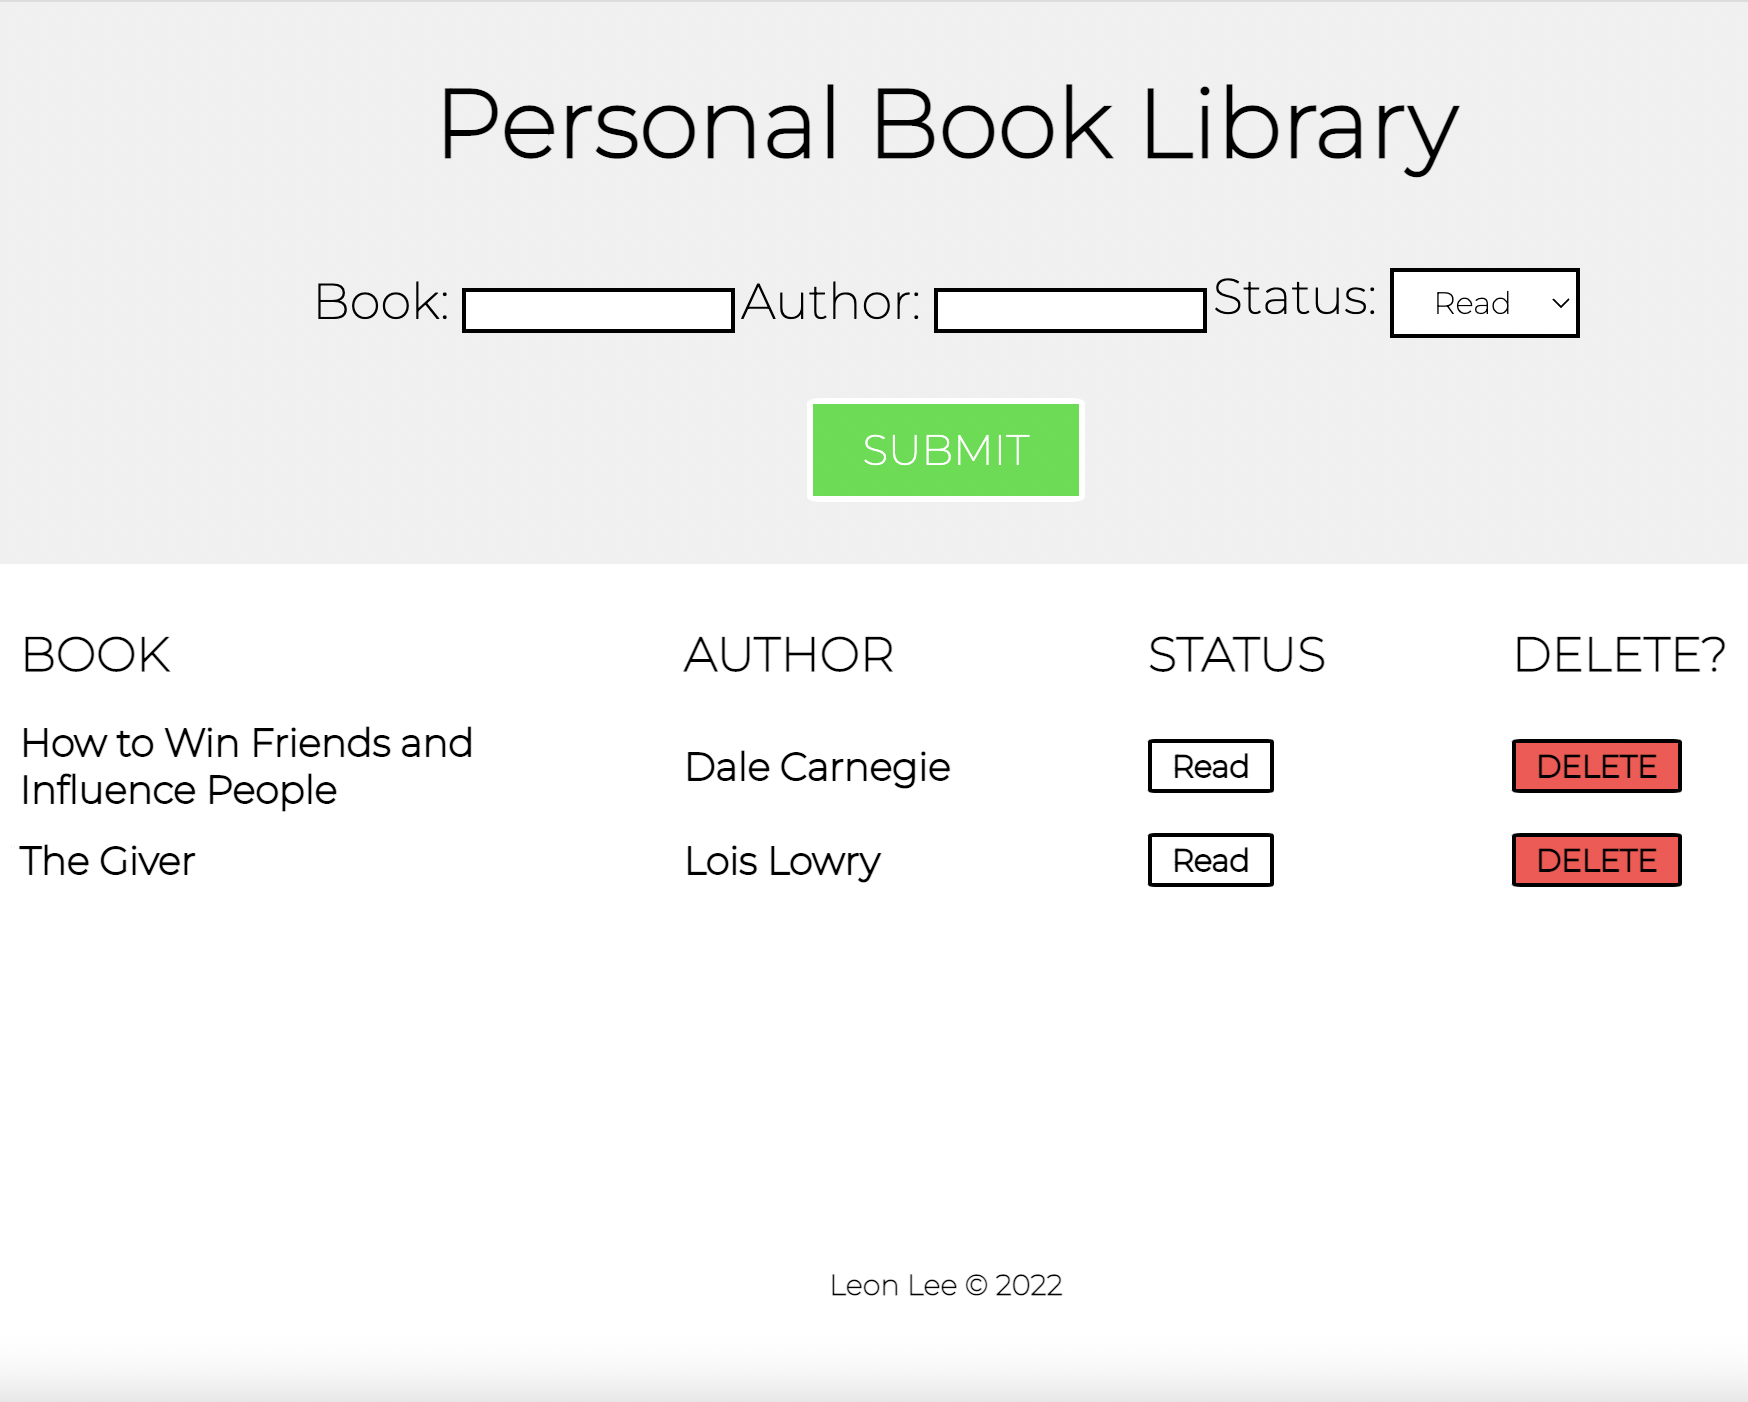 Personal Book Library
Book: Author: Status: Read
SUBMIT
BOOK AUTHOR STATUS DELETE?
How to Win Friends and
Influence People
Dale Carnegie Read DELETE
The Giver Lois Lowry Read DELETE
Leon Lee © 2022